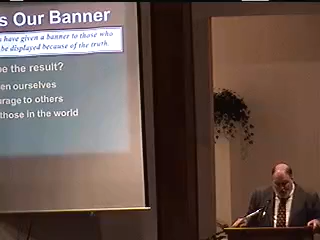 s Our Banner
have given a banner to those who
be displayed because of the truth
be the result?
en ourselves
urage to others
those in the world